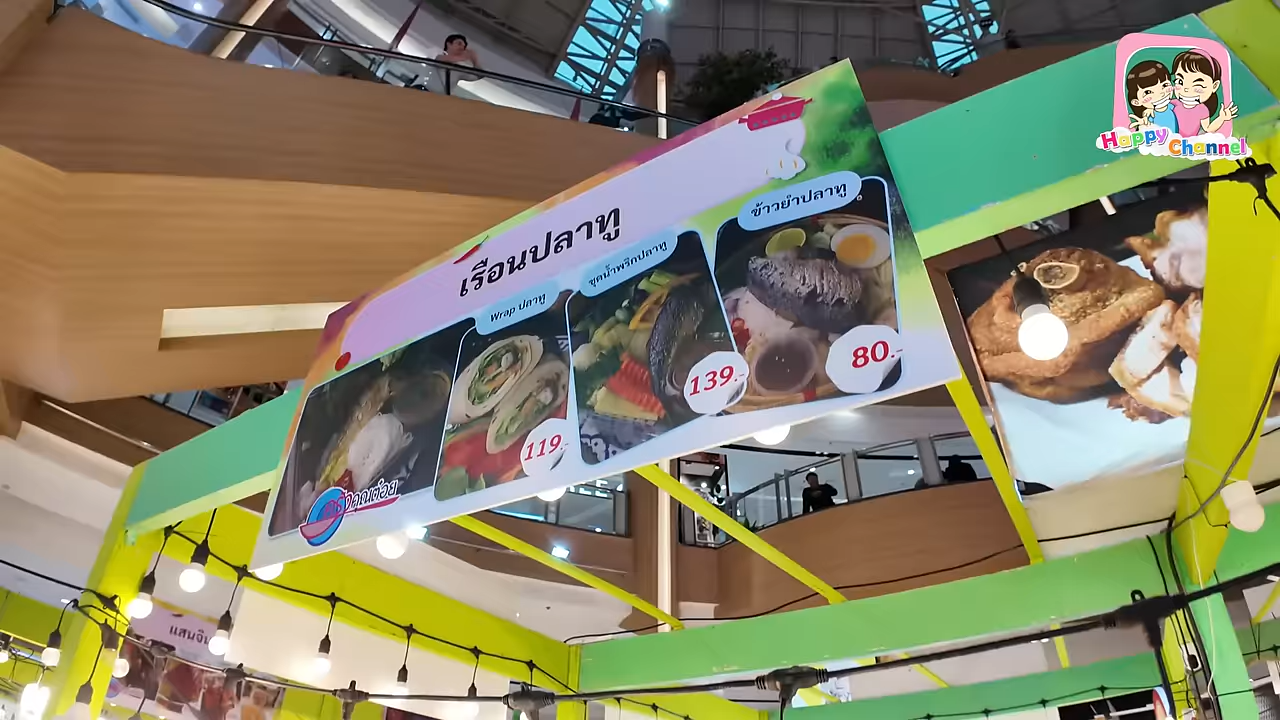 Happy
Channel
เรือนปลาทู
ข้าวยำปลาทู
ชุดน้ำพริกปลาทู
Wrap ปลาทู
80.-
139.-
119.-